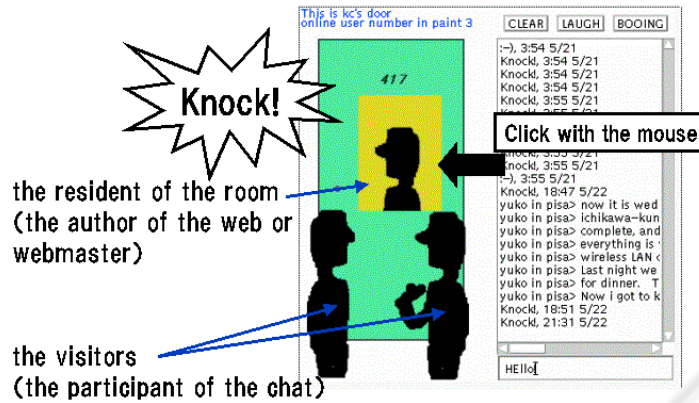 This is kc's door
online user number in paint 3
CLEAR LAUGH BOOING
417
Knock!
Click with the mouse
the resident of the room
(the author of the web or
webmaster)
the visitors
(the participant of the chat)
:-), 3:54 5/21
Knock!, 3:54 5/21
Knock!, 3:54 5/21
Knock!, 3:54 5/21
Knock!, 3:55 5/21
Knock!, 3:55 5/21
:-), 3:55 5/21
Knock!, 18:47 5/22
yuko in pisa> now it is wed
yuko in pisa> ichikawa-kun
yuko in pisa> complete, and
yuko in pisa> everything is
yuko in pisa> wireless LAN
yuko in pisa> Last night we
yuko in pisa> for dinner. T
yuko in pisa> Now i got to k
Knock!, 18:51 5/22
Knock!, 21:31 5/22
HEllo